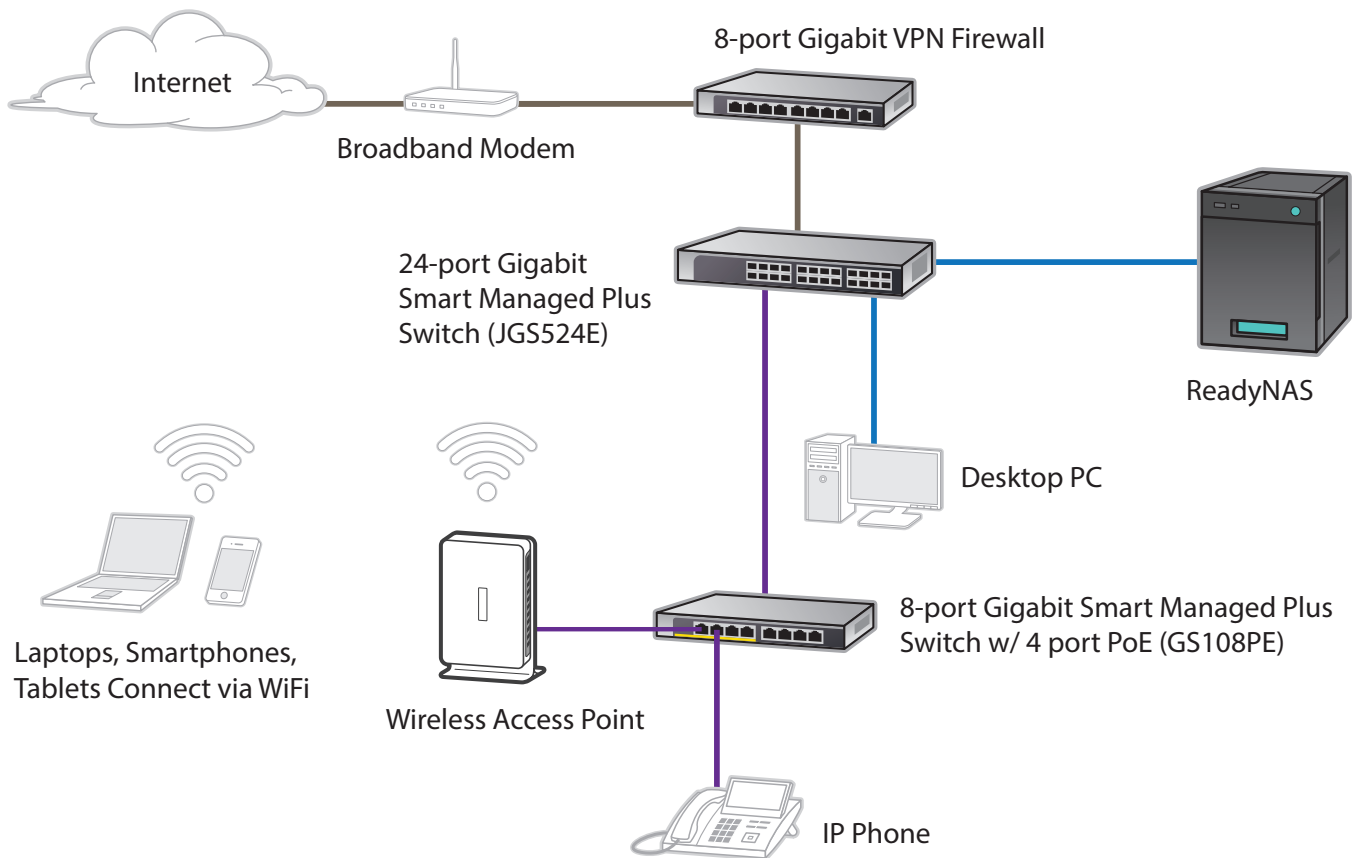 8-port Gigabit VPN Firewall
Internet
Broadband Modem
24-port Gigabit
Smart Managed Plus
Switch (JGS524E)
ReadyNAS
Desktop PC
8-port Gigabit Smart Managed Plus
Switch w/ 4 port PoE (GS108PE)
Laptops, Smartphones,
Tablets Connect via WiFi
Wireless Access Point
IP Phone